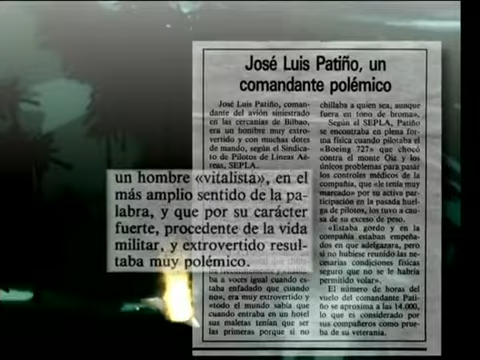 José Luis Patiño, un
comandante polémico
José Luis Patiño, coman-
dante del avión siniestrado
en las cercanías de Bilbao,
era un hombre muy extro-
vertido y con muchas dotes
de mando, según el Sindica-
to de Pilotos de Líneas Aé-
reas, SEPLA.
un hombre «vitalista», en el
más amplio sentido de la pa-
labra, y que por su carácter
fuerte, procedente de la vida
militar, y extrovertido resul-
taba muy polémico.
a voces igual cuando es-
taba enfadado que cuando
no», era muy extrovertido y
«todo el mundo sabía que
cuando entraba en un hotel
sus maletas tenían que ser
las primeras porque si no
chillaba a quien sea, aunque
fuera en tono de broma».
Según el SEPLA, Patiño
se encontraba en plena for-
ma física cuando pilotaba el
«Boeing 727» que chocó
contra el monte Oiz y los
únicos problemas para pasar
los controles médicos de la
compañía, que «le tenía muy
marcado» por su activa par-
ticipación en la pasada huel-
ga de pilotos, los tuvo a cau-
sa de su exceso de peso.
«Estaba gordo y en la
compañía estaban empeña-
dos en que adelgazara, pero
si no hubiese reunido las ne-
cesarias condiciones físicas
seguro que no se le habría
permitido volar».
El número de horas del
vuelo del comandante Pati-
ño se aproxima a las 14.000,
lo que es considerado por
sus compañeros como prue-
ba de su veteranía.